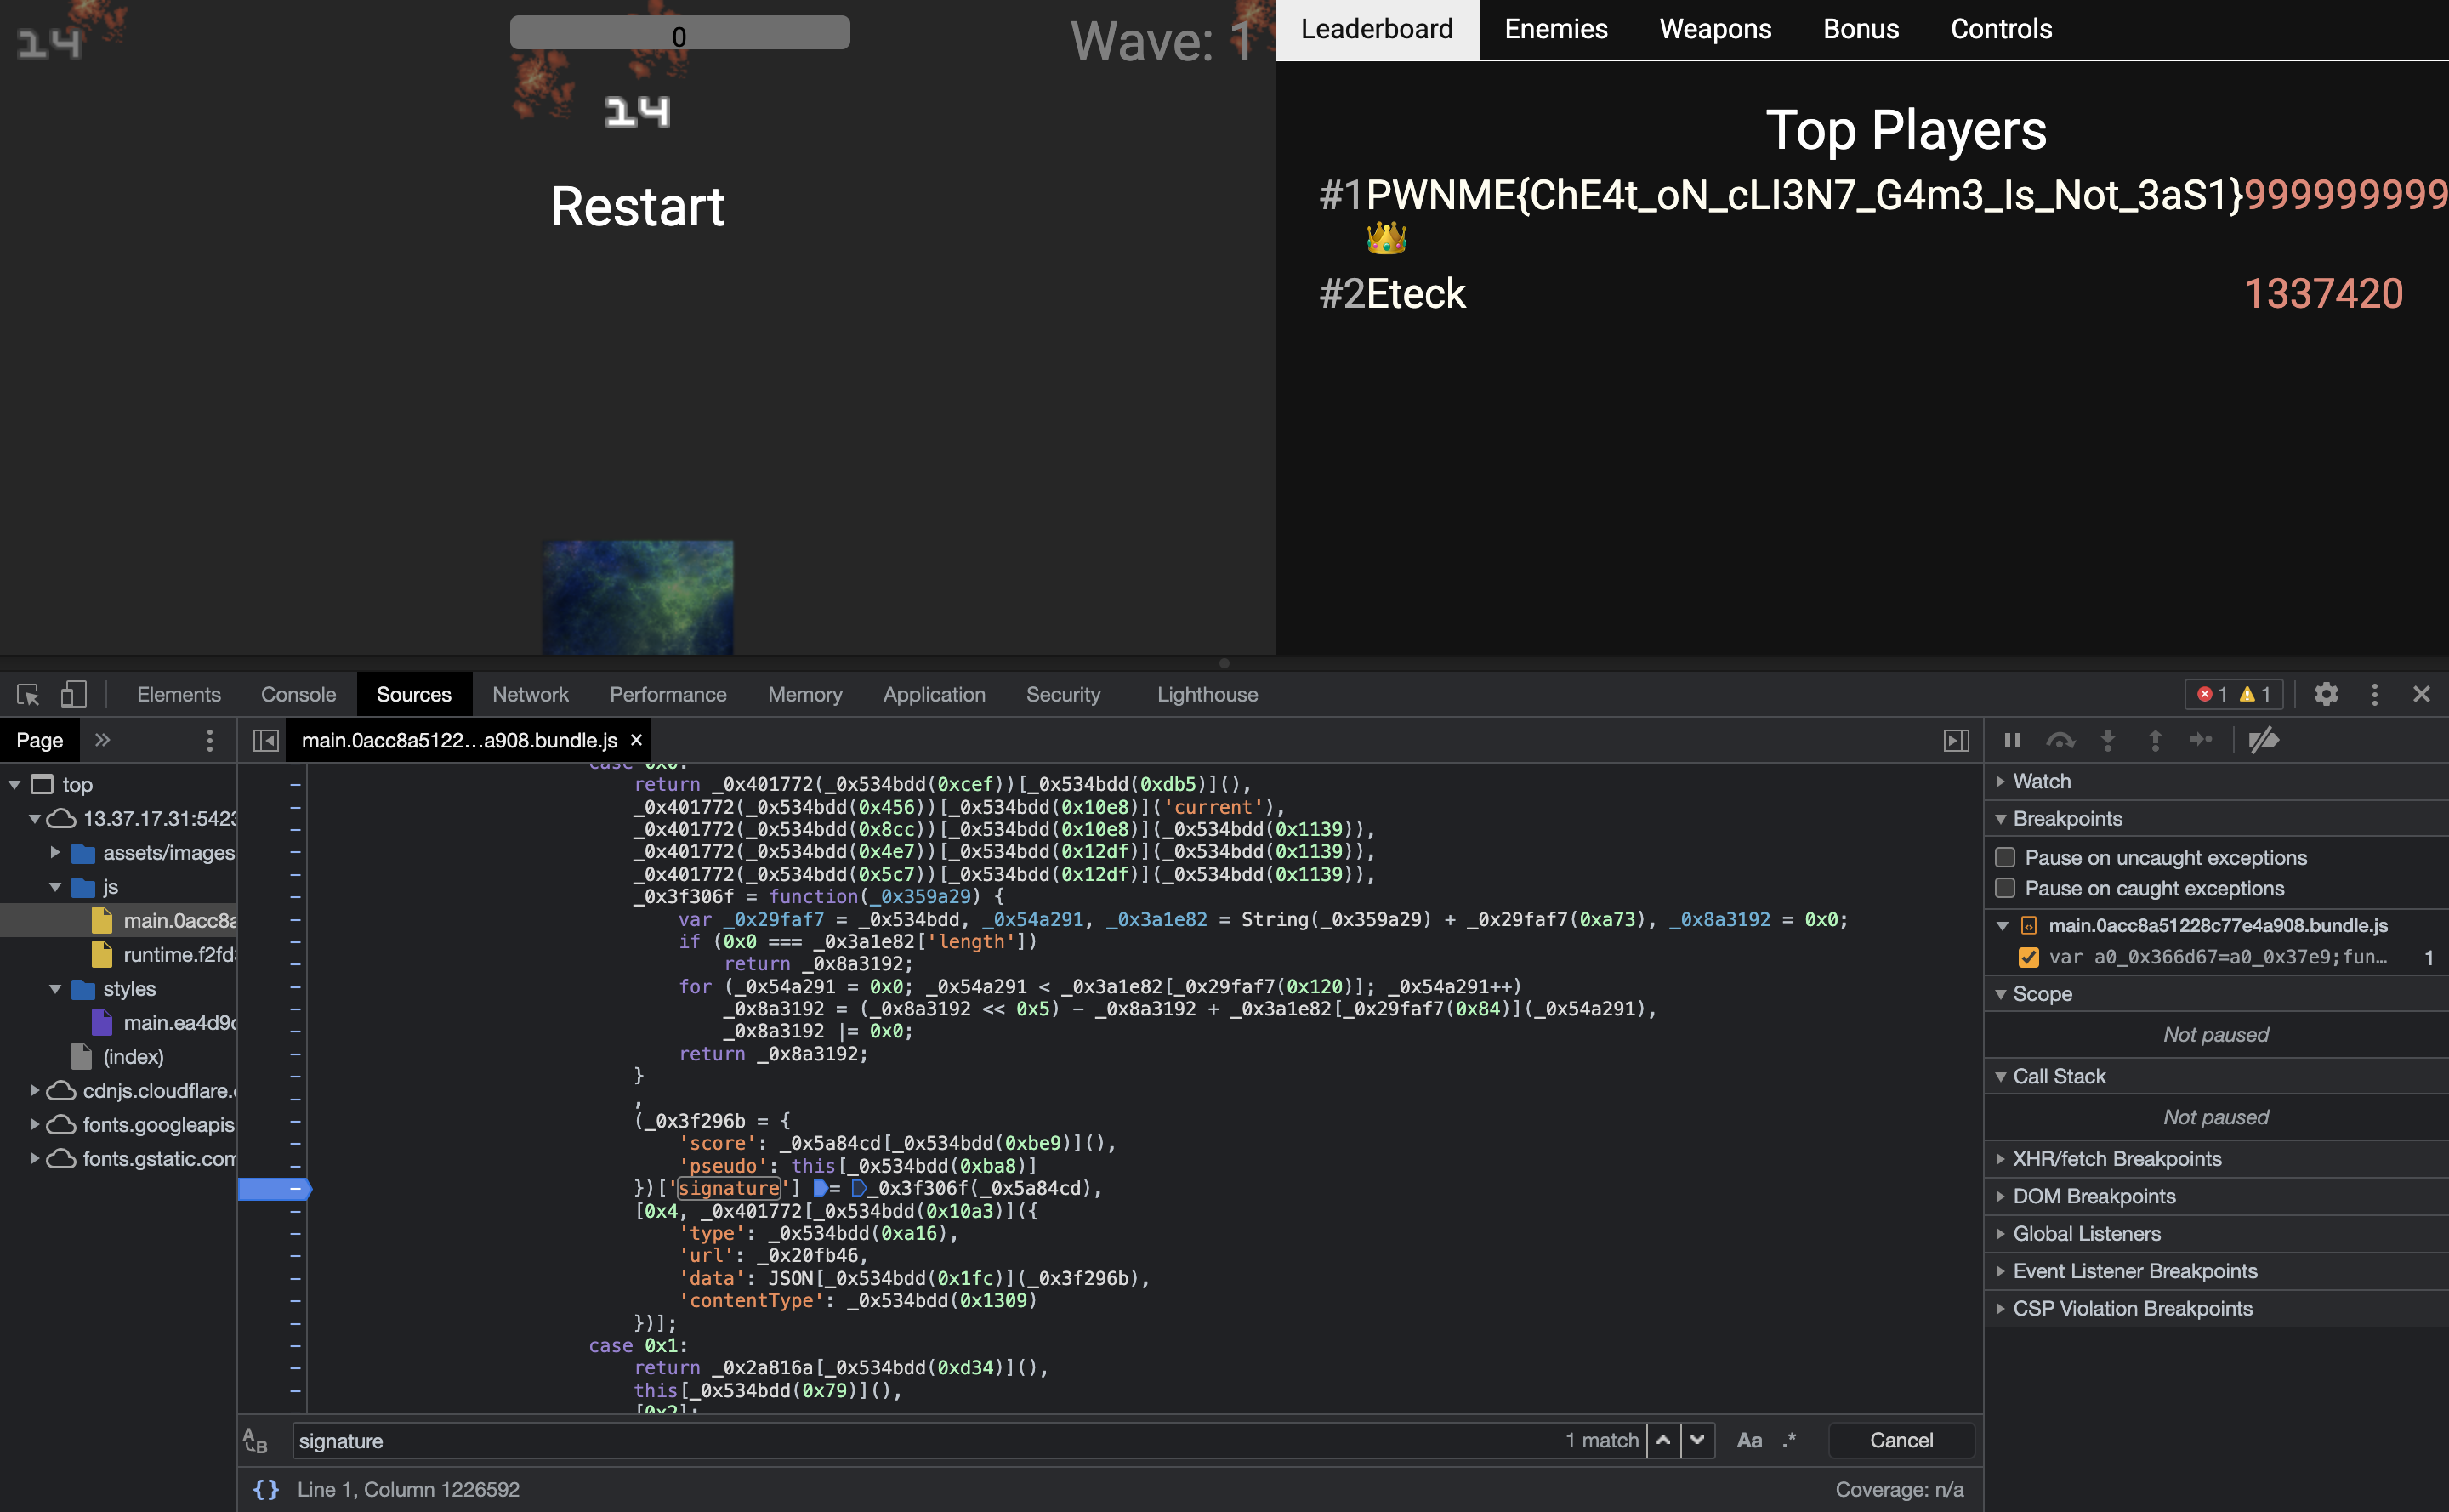 14
0
Wave: 1
14
Restart
Leaderboard Enemies Weapons Bonus Controls
Top Players
#1 PWNME{ChE4t_oN_cLI3N7_G4m3_Is_Not_3aS1} 999999999
#2 Eteck 1337420
Elements Console Sources Network Performance Memory Application Security Lighthouse 1 1
Page
main.0acc8a5122…a908.bundle.js ×
top
13.37.17.31:5423
assets/images
js
main.0acc8a
runtime.f2fd
styles
main.ea4d9
(index)
cdnjs.cloudflare.
fonts.googleapis
fonts.gstatic.com
case 0x0:
return _0x401772(_0x534bdd(0xcef))[_0x534bdd(0xdb5)](),
_0x401772(_0x534bdd(0x456))[_0x534bdd(0x10e8)]('current'),
_0x401772(_0x534bdd(0x8cc))[_0x534bdd(0x10e8)](_0x534bdd(0x1139)),
_0x401772(_0x534bdd(0x4e7))[_0x534bdd(0x12df)](_0x534bdd(0x1139)),
_0x401772(_0x534bdd(0x5c7))[_0x534bdd(0x12df)](_0x534bdd(0x1139)),
_0x3f306f = function(_0x359a29) {
var _0x29faf7 = _0x534bdd, _0x54a291, _0x3a1e82 = String(_0x359a29) + _0x29faf7(0xa73), _0x8a3192 = 0x0;
if (0x0 === _0x3a1e82['length'])
return _0x8a3192;
for (_0x54a291 = 0x0; _0x54a291 < _0x3a1e82[_0x29faf7(0x120)]; _0x54a291++)
_0x8a3192 = (_0x8a3192 << 0x5) - _0x8a3192 + _0x3a1e82[_0x29faf7(0x84)](_0x54a291),
_0x8a3192 |= 0x0;
return _0x8a3192;
}
,
(_0x3f296b = {
'score': _0x5a84cd[_0x534bdd(0xbe9)](),
'pseudo': this[_0x534bdd(0xba8)]
})['signature'] = _0x3f306f(_0x5a84cd),
[0x4, _0x401772[_0x534bdd(0x10a3)]({
'type': _0x534bdd(0xa16),
'url': _0x20fb46,
'data': JSON[_0x534bdd(0x1fc)](_0x3f296b),
'contentType': _0x534bdd(0x1309)
})];
case 0x1:
return _0x2a816a[_0x534bdd(0xd34)](),
this[_0x534bdd(0x79)](),
[0x2];
signature 1 match Aa .* Cancel
{} Line 1, Column 1226592 Coverage: n/a
Watch
Breakpoints
Pause on uncaught exceptions
Pause on caught exceptions
main.0acc8a51228c77e4a908.bundle.js
var a0_0x366d67=a0_0x37e9;fun… 1
Scope
Not paused
Call Stack
Not paused
XHR/fetch Breakpoints
DOM Breakpoints
Global Listeners
Event Listener Breakpoints
CSP Violation Breakpoints